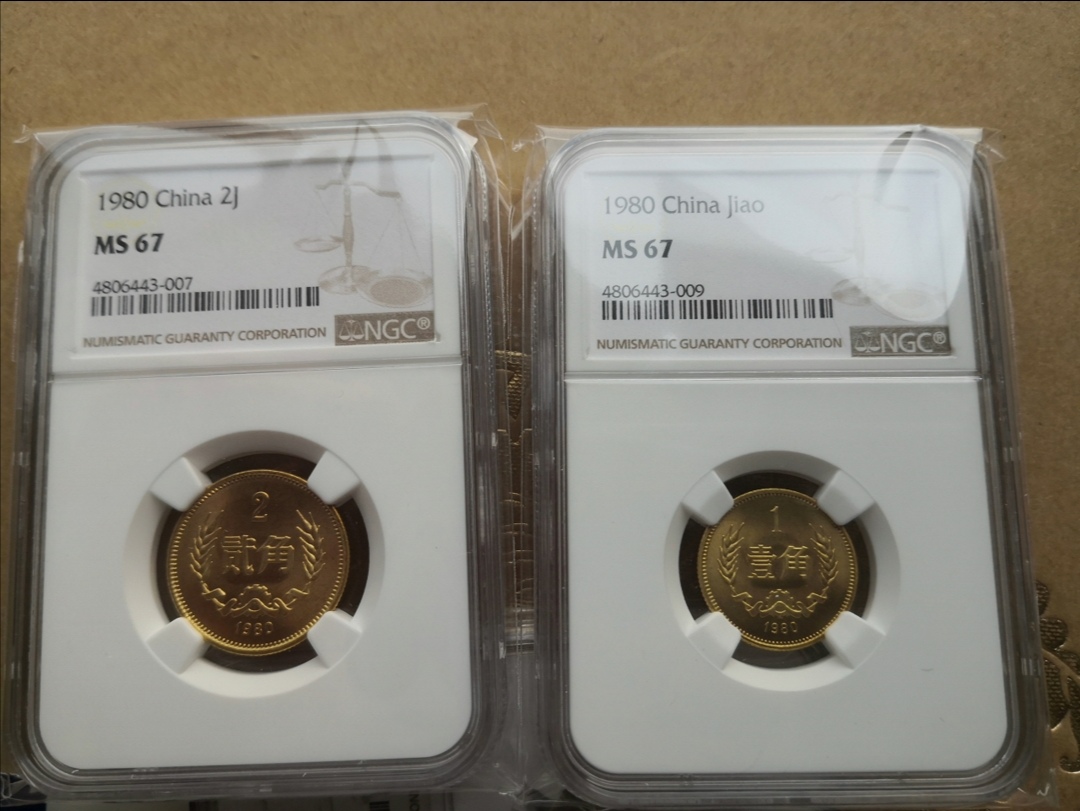 1980 China 2J
MS 67
4806443-007
NUMISMATIC GUARANTY CORPORATION NGC®
2
贰角
1980
1980 China Jiao
MS 67
4806443-009
NUMISMATIC GUARANTY CORPORATION NGC®
1
壹角
1980